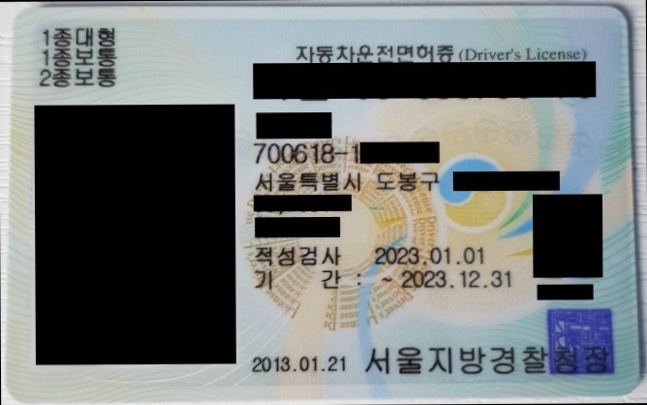 1종대형
1종보통
2종보통
자동차운전면허증 (Driver's License)
700618-1
서울특별시 도봉구
적성검사 2023.01.01
기 간 : ~ 2023.12.31
2013.01.21 서울지방경찰청장